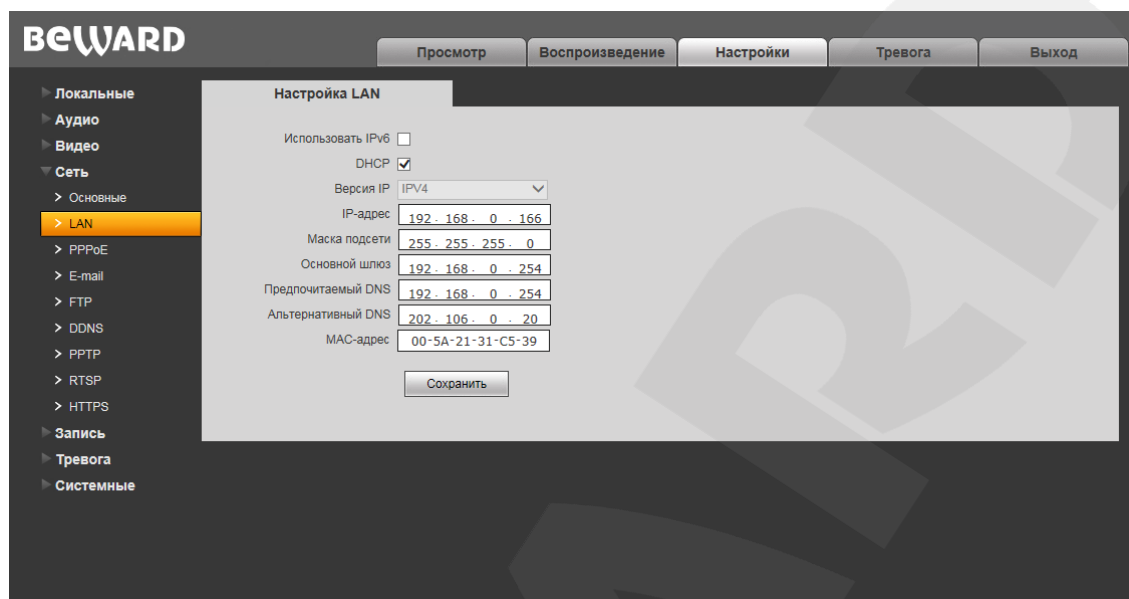 BEWARD
Просмотр Воспроизведение Настройки Тревога Выход
Локальные
Аудио
Видео
Сеть
> Основные
> LAN
> PPPoE
> E-mail
> FTP
> DDNS
> PPTP
> RTSP
> HTTPS
Запись
Тревога
Системные
Настройка LAN
Использовать IPv6
DHCP
Версия IP IPV4
IP-адрес 192 . 168 . 0 . 166
Маска подсети 255 . 255 . 255 . 0
Основной шлюз 192 . 168 . 0 . 254
Предпочитаемый DNS 192 . 168 . 0 . 254
Альтернативный DNS 202 . 106 . 0 . 20
MAC-адрес 00-5A-21-31-C5-39
Сохранить